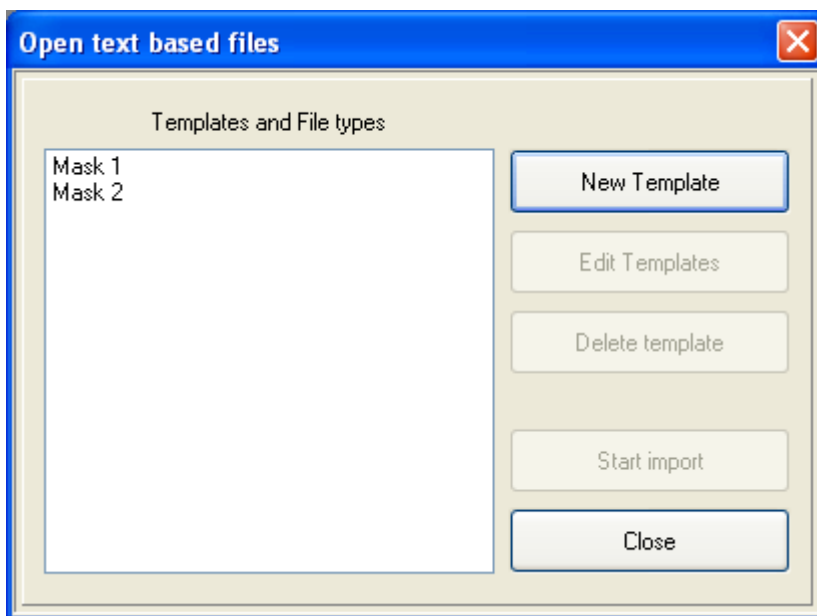 Open text based files
Templates and File types
Mask 1
Mask 2
New Template
Edit Templates
Delete template
Start import
Close